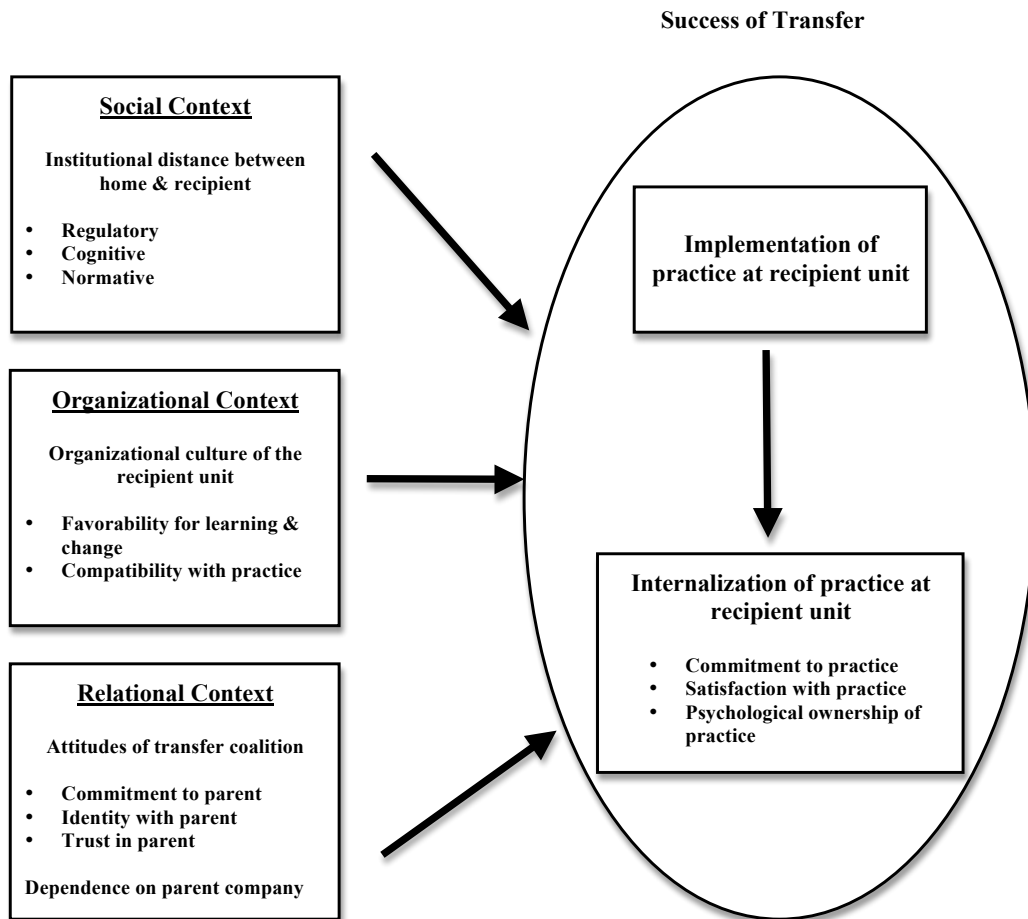 Success of Transfer
Social Context
Institutional distance between
home & recipient
• Regulatory
• Cognitive
• Normative
Organizational Context
Organizational culture of the
recipient unit
• Favorability for learning &
change
• Compatibility with practice
Relational Context
Attitudes of transfer coalition
• Commitment to parent
• Identity with parent
• Trust in parent
Dependence on parent company
Implementation of
practice at recipient unit
Internalization of practice at
recipient unit
• Commitment to practice
• Satisfaction with practice
• Psychological ownership of
practice